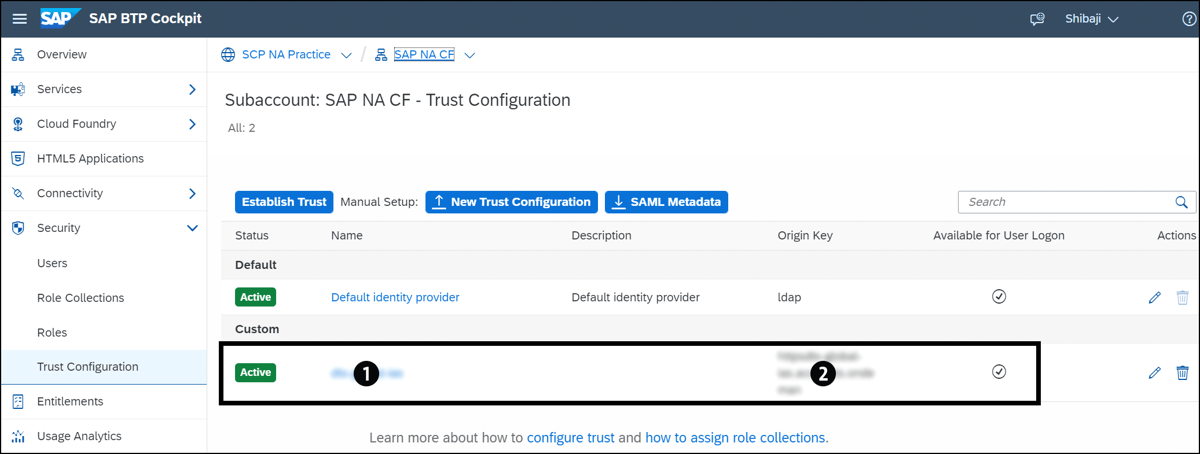 SAP SAP BTP Cockpit Shibaji
Overview
Services
Cloud Foundry
HTML5 Applications
Connectivity
Security
Users
Role Collections
Roles
Trust Configuration
Entitlements
Usage Analytics
SCP NA Practice / SAP NA CF
Subaccount: SAP NA CF - Trust Configuration
All: 2
Establish Trust Manual Setup: New Trust Configuration SAML Metadata Search
Status Name Description Origin Key Available for User Logon Actions
Default
Active Default identity provider Default identity provider ldap
Custom
Active 1 2
Learn more about how to configure trust and how to assign role collections.